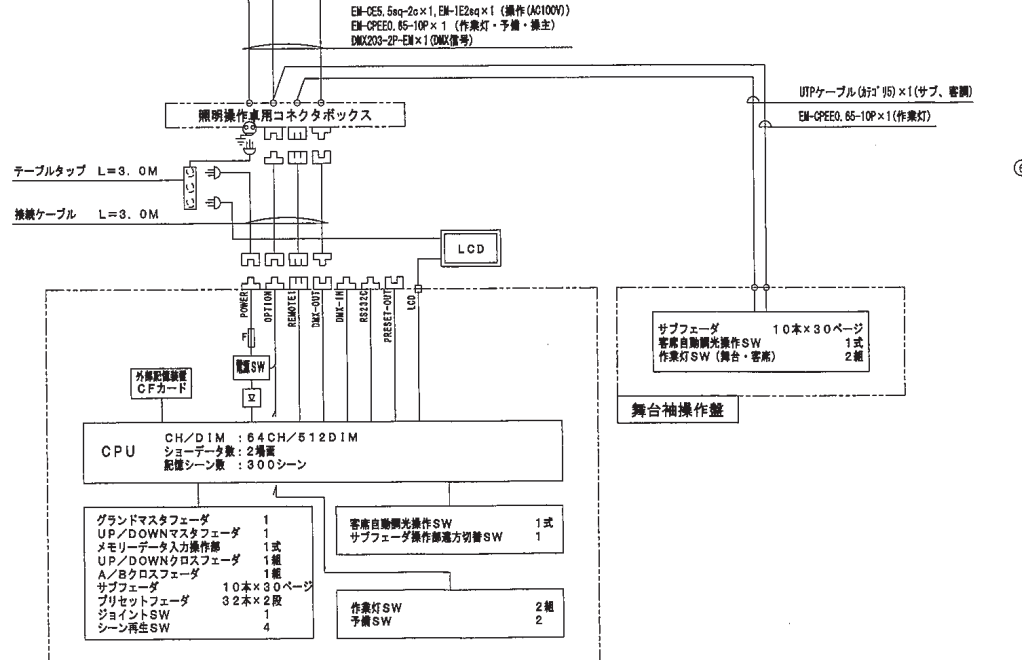 EM-CE5.5sq-2c×1,EM-IE2sq×1 (操作(AC100V))
EM-CPEE0.65-10P×1 (作業灯・予備・操主)
DMX203-2P-EM×1(DMX信号)
UTPケーブル(ｶﾃｺﾞﾘ5)×1(サブ、客調)
EM-CPEE0.65-10P×1(作業灯)
照明操作卓用コネクタボックス
テーブルタップ L=3.0M
接続ケーブル L=3.0M
LCD
POWER
OPTION
REMOTE1
DMX-OUT
DMX-IN
RS232C
PRESET-OUT
LCD
F
電源SW
外部記憶装置
CFカード
サブフェーダ 10本×30ページ
客席自動調光操作SW 1式
作業灯SW (舞台・客席) 2組
舞台袖操作盤
CPU
CH/DIM :64CH/512DIM
ショーデータ数:2場面
記憶シーン数 :300シーン
グランドマスタフェーダ 1
UP/DOWNマスタフェーダ 1
メモリーデータ入力操作部 1式
UP/DOWNクロスフェーダ 1組
A/Bクロスフェーダ 1組
サブフェーダ 10本×30ページ
プリセットフェーダ 32本×2段
ジョイントSW 1
シーン再生SW 4
客席自動調光操作SW 1式
サブフェーダ操作部遠方切替SW 1
作業灯SW 2組
予備SW 2